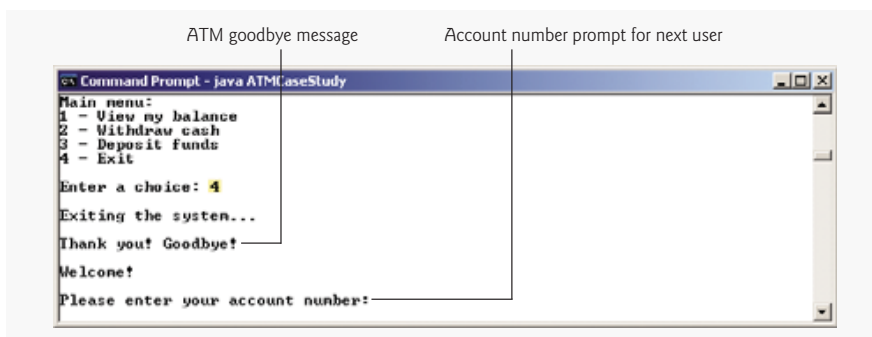 ATM goodbye message
Account number prompt for next user
Command Prompt - java ATMCaseStudy
Main menu:
1 - View my balance
2 - Withdraw cash
3 - Deposit funds
4 - Exit
Enter a choice: 4
Exiting the system...
Thank you! Goodbye!
Welcome!
Please enter your account number: